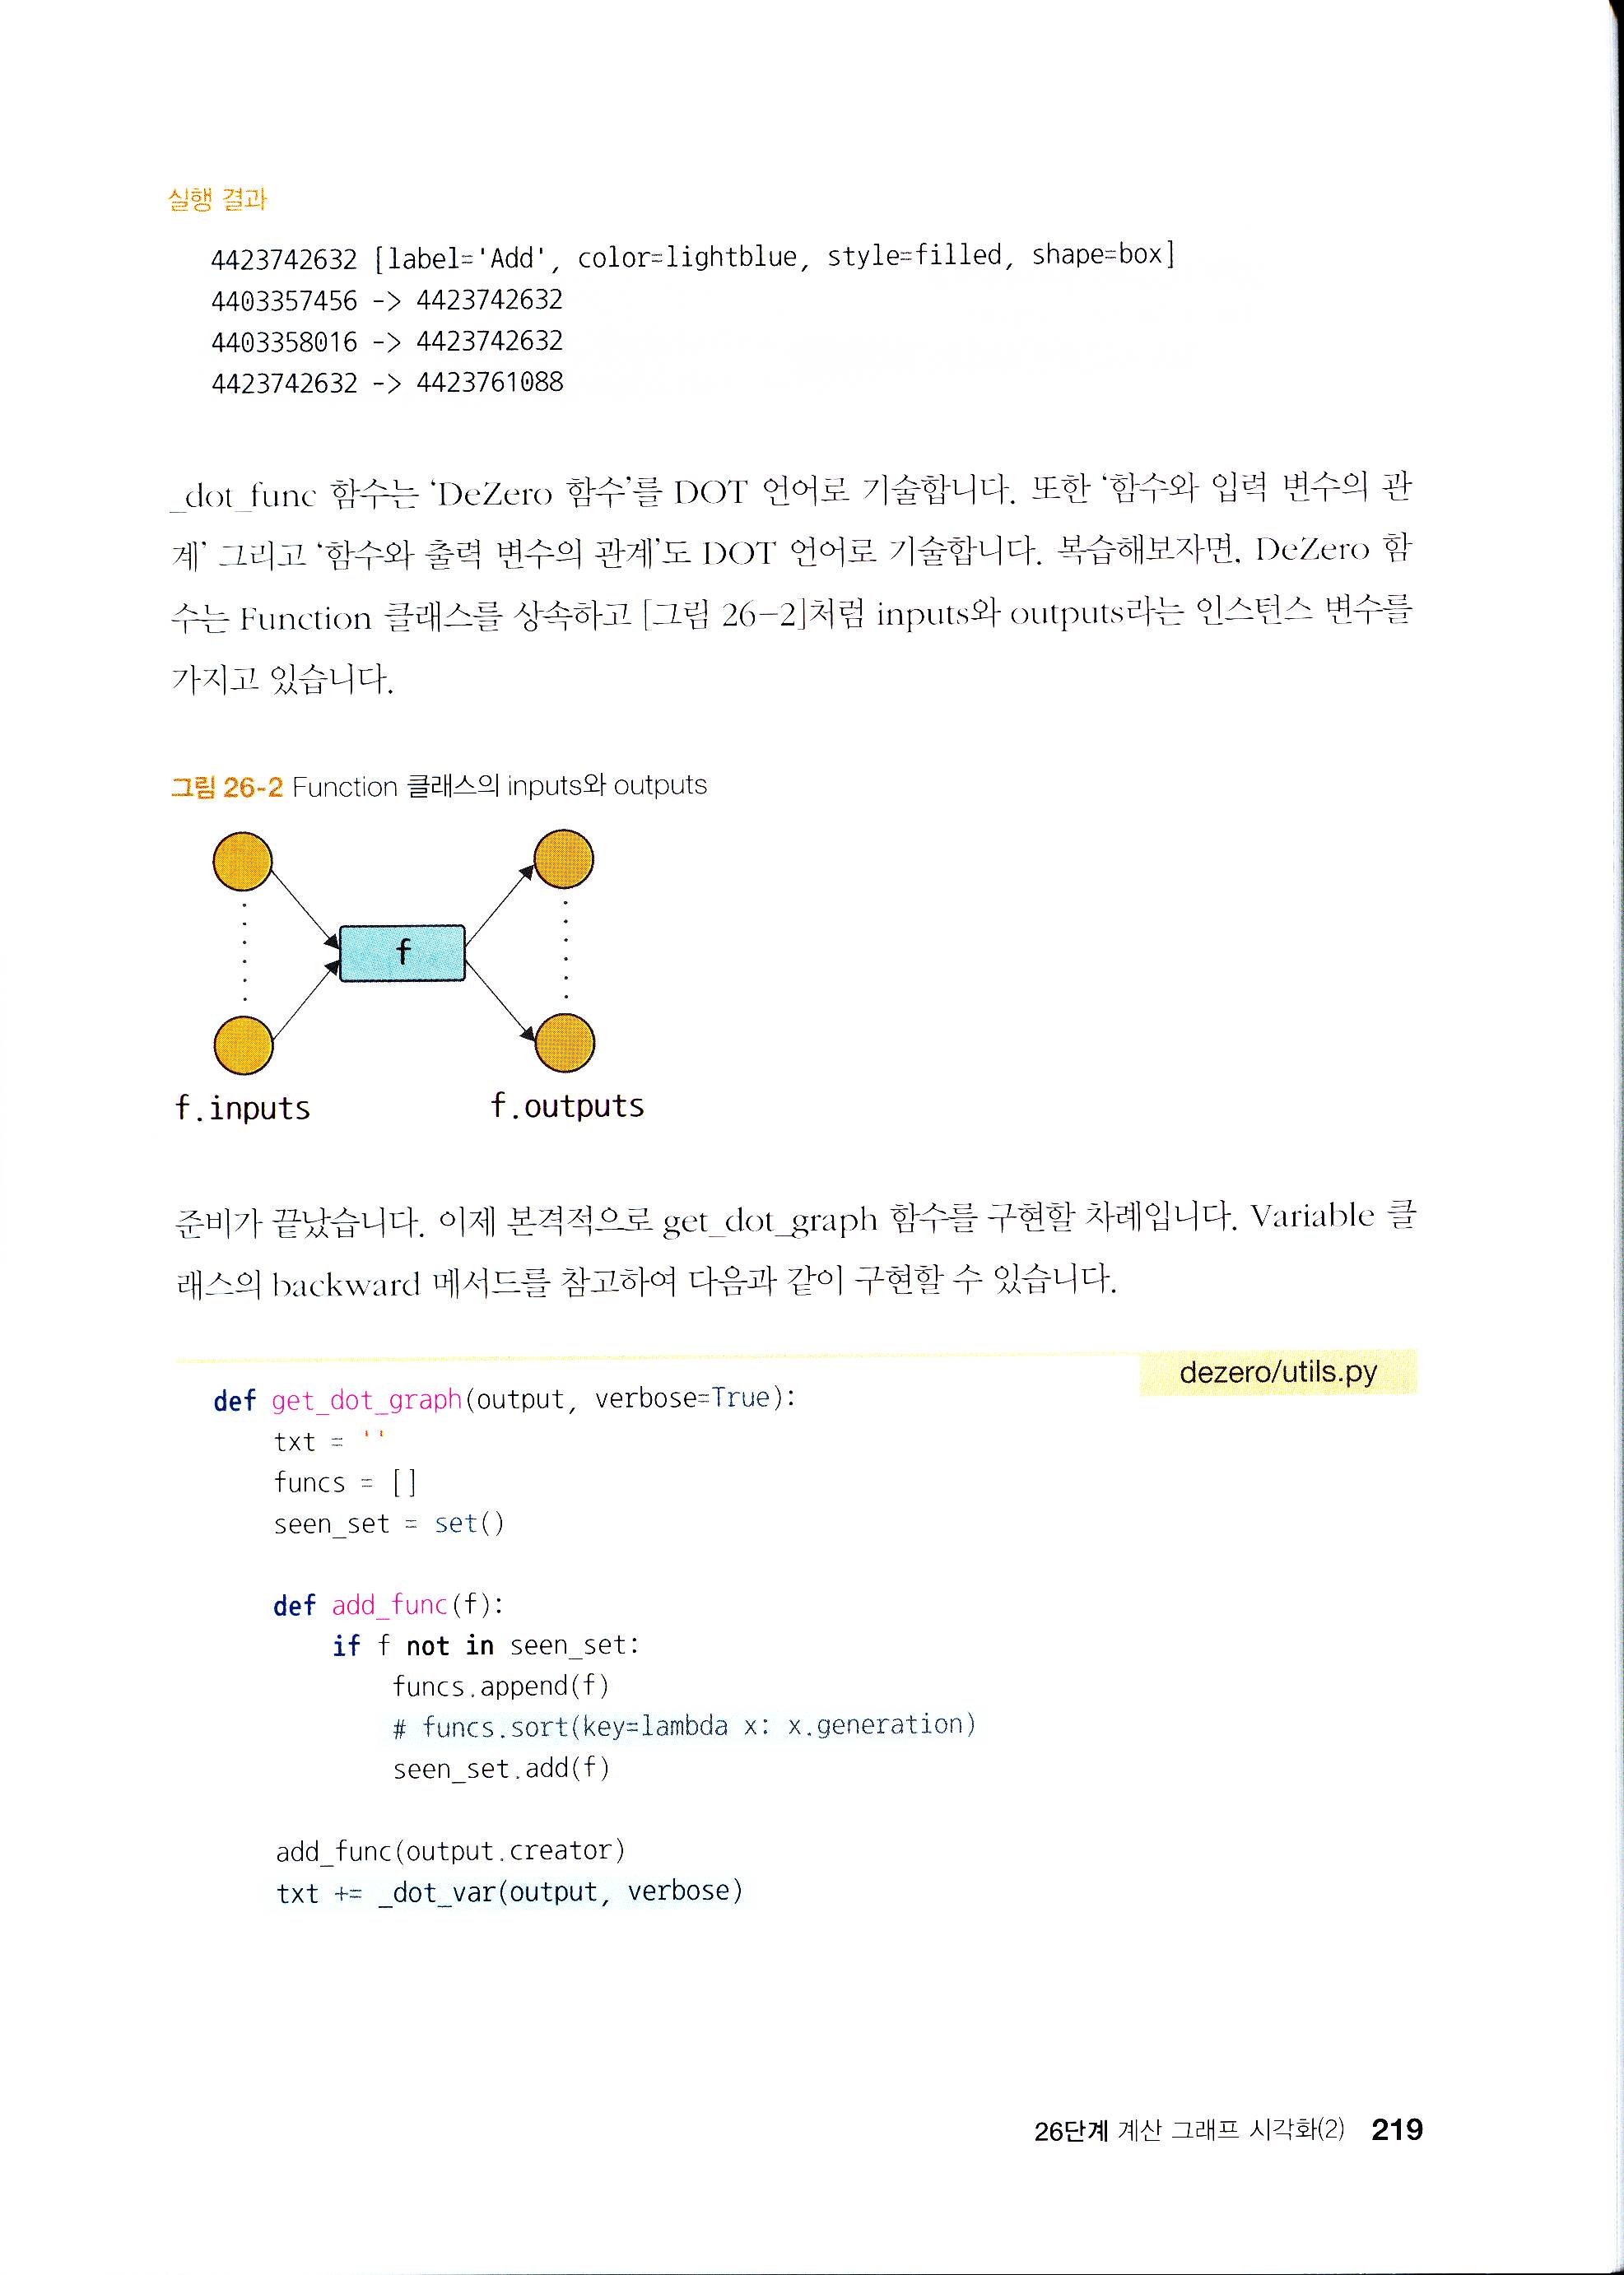 실행 결과
4423742632 [label='Add', color=lightblue, style=filled, shape=box]
4403357456 -> 4423742632
4403358016 -> 4423742632
4423742632 -> 4423761088
_dot_func 함수는 ‘DeZero 함수’를 DOT 언어로 기술합니다. 또한 ‘함수와 입력 변수의 관
계’ 그리고 ‘함수와 출력 변수의 관계’도 DOT 언어로 기술합니다. 복습해보자면, DeZero 함
수는 Function 클래스를 상속하고 [그림 26-2]처럼 inputs와 outputs라는 인스턴스 변수를
가지고 있습니다.
그림 26-2 Function 클래스의 inputs와 outputs
f
f.inputs
f.outputs
준비가 끝났습니다. 이제 본격적으로 get_dot_graph 함수를 구현할 차례입니다. Variable 클
래스의 backward 메서드를 참고하여 다음과 같이 구현할 수 있습니다.
dezero/utils.py
def get_dot_graph(output, verbose=True):
    txt = ''
    funcs = []
    seen_set = set()
    def add_func(f):
        if f not in seen_set:
            funcs.append(f)
            # funcs.sort(key=lambda x: x.generation)
            seen_set.add(f)
    add_func(output.creator)
    txt += _dot_var(output, verbose)
26단계 계산 그래프 시각화(2) 219